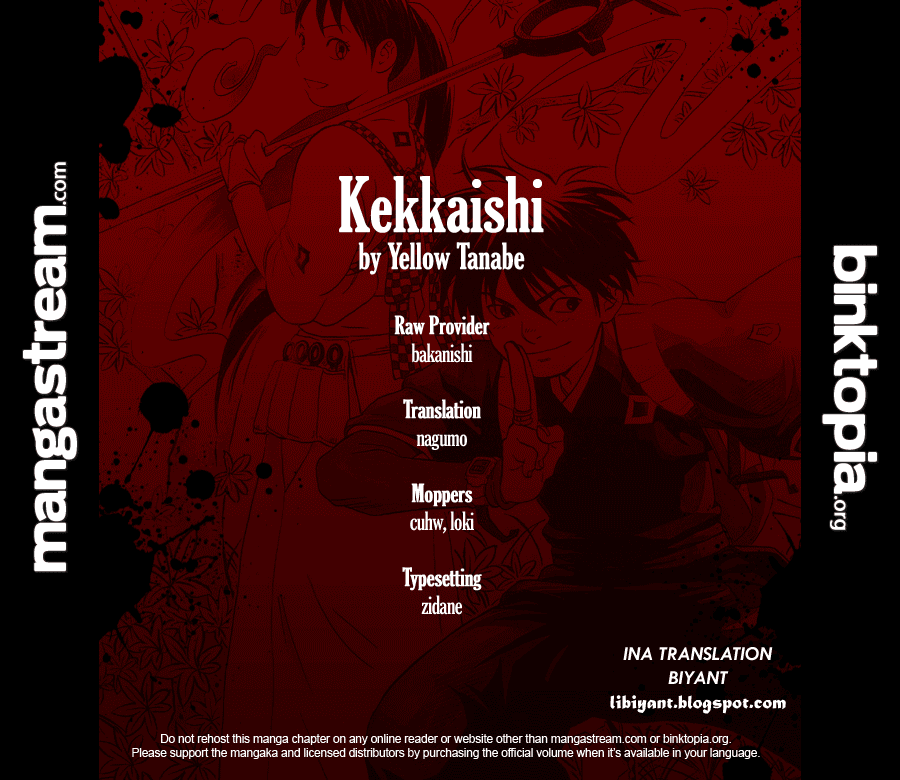 Kekkaishi
by Yellow Tanabe
Raw Provider
bakanishi
Translation
nagumo
Moppers
cuhw, loki
Typesetting
zidane
mangastream.com
binktopia.org
INA TRANSLATION
BIYANT
libiyant.blogspot.com
Do not rehost this manga chapter on any online reader or website other than mangastream.com or binktopia.org.
Please support the mangaka and licensed distributors by purchasing the official volume when it's available in your language.